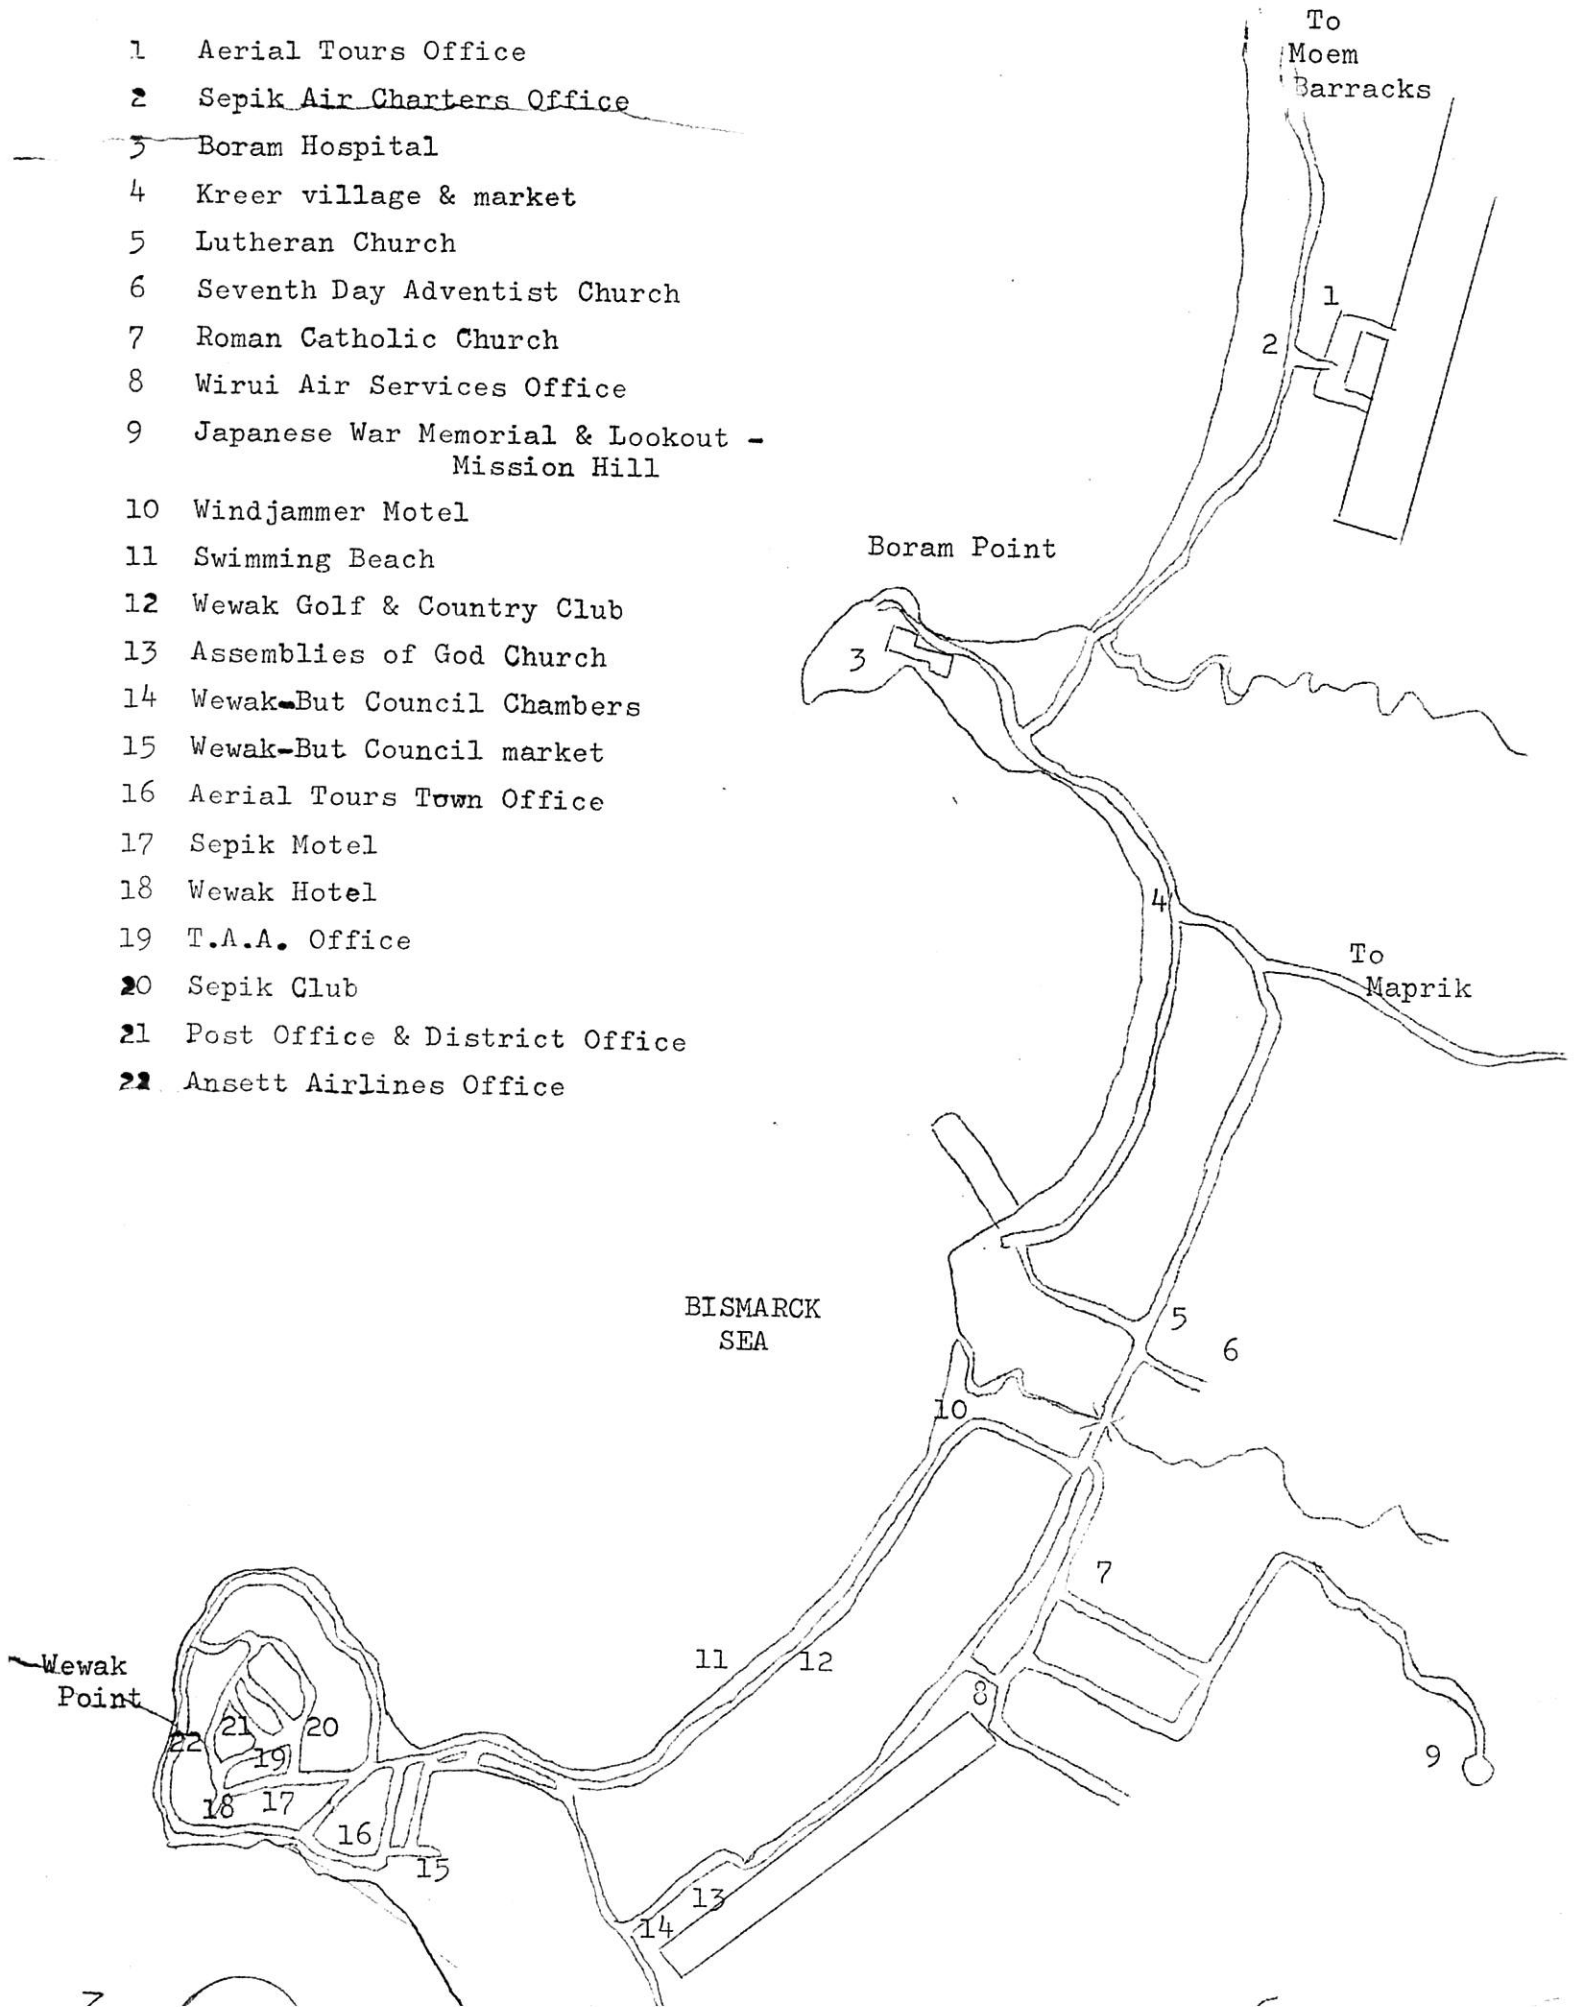 1 Aerial Tours Office
2 Sepik Air Charters Office
3 Boram Hospital
4 Kreer village & market
5 Lutheran Church
6 Seventh Day Adventist Church
7 Roman Catholic Church
8 Wirui Air Services Office
9 Japanese War Memorial & Lookout -
Mission Hill
10 Windjammer Motel
11 Swimming Beach
12 Wewak Golf & Country Club
13 Assemblies of God Church
14 Wewak-But Council Chambers
15 Wewak-But Council market
16 Aerial Tours Town Office
17 Sepik Motel
18 Wewak Hotel
19 T.A.A. Office
20 Sepik Club
21 Post Office & District Office
22 Ansett Airlines Office
To
Moem
Barracks
1
2
Boram Point
3
4
To
Maprik
BISMARCK
SEA
5
6
10
7
11
12
8
9
Wewak
Point
21
20
22
19
18
17
16
15
13
14